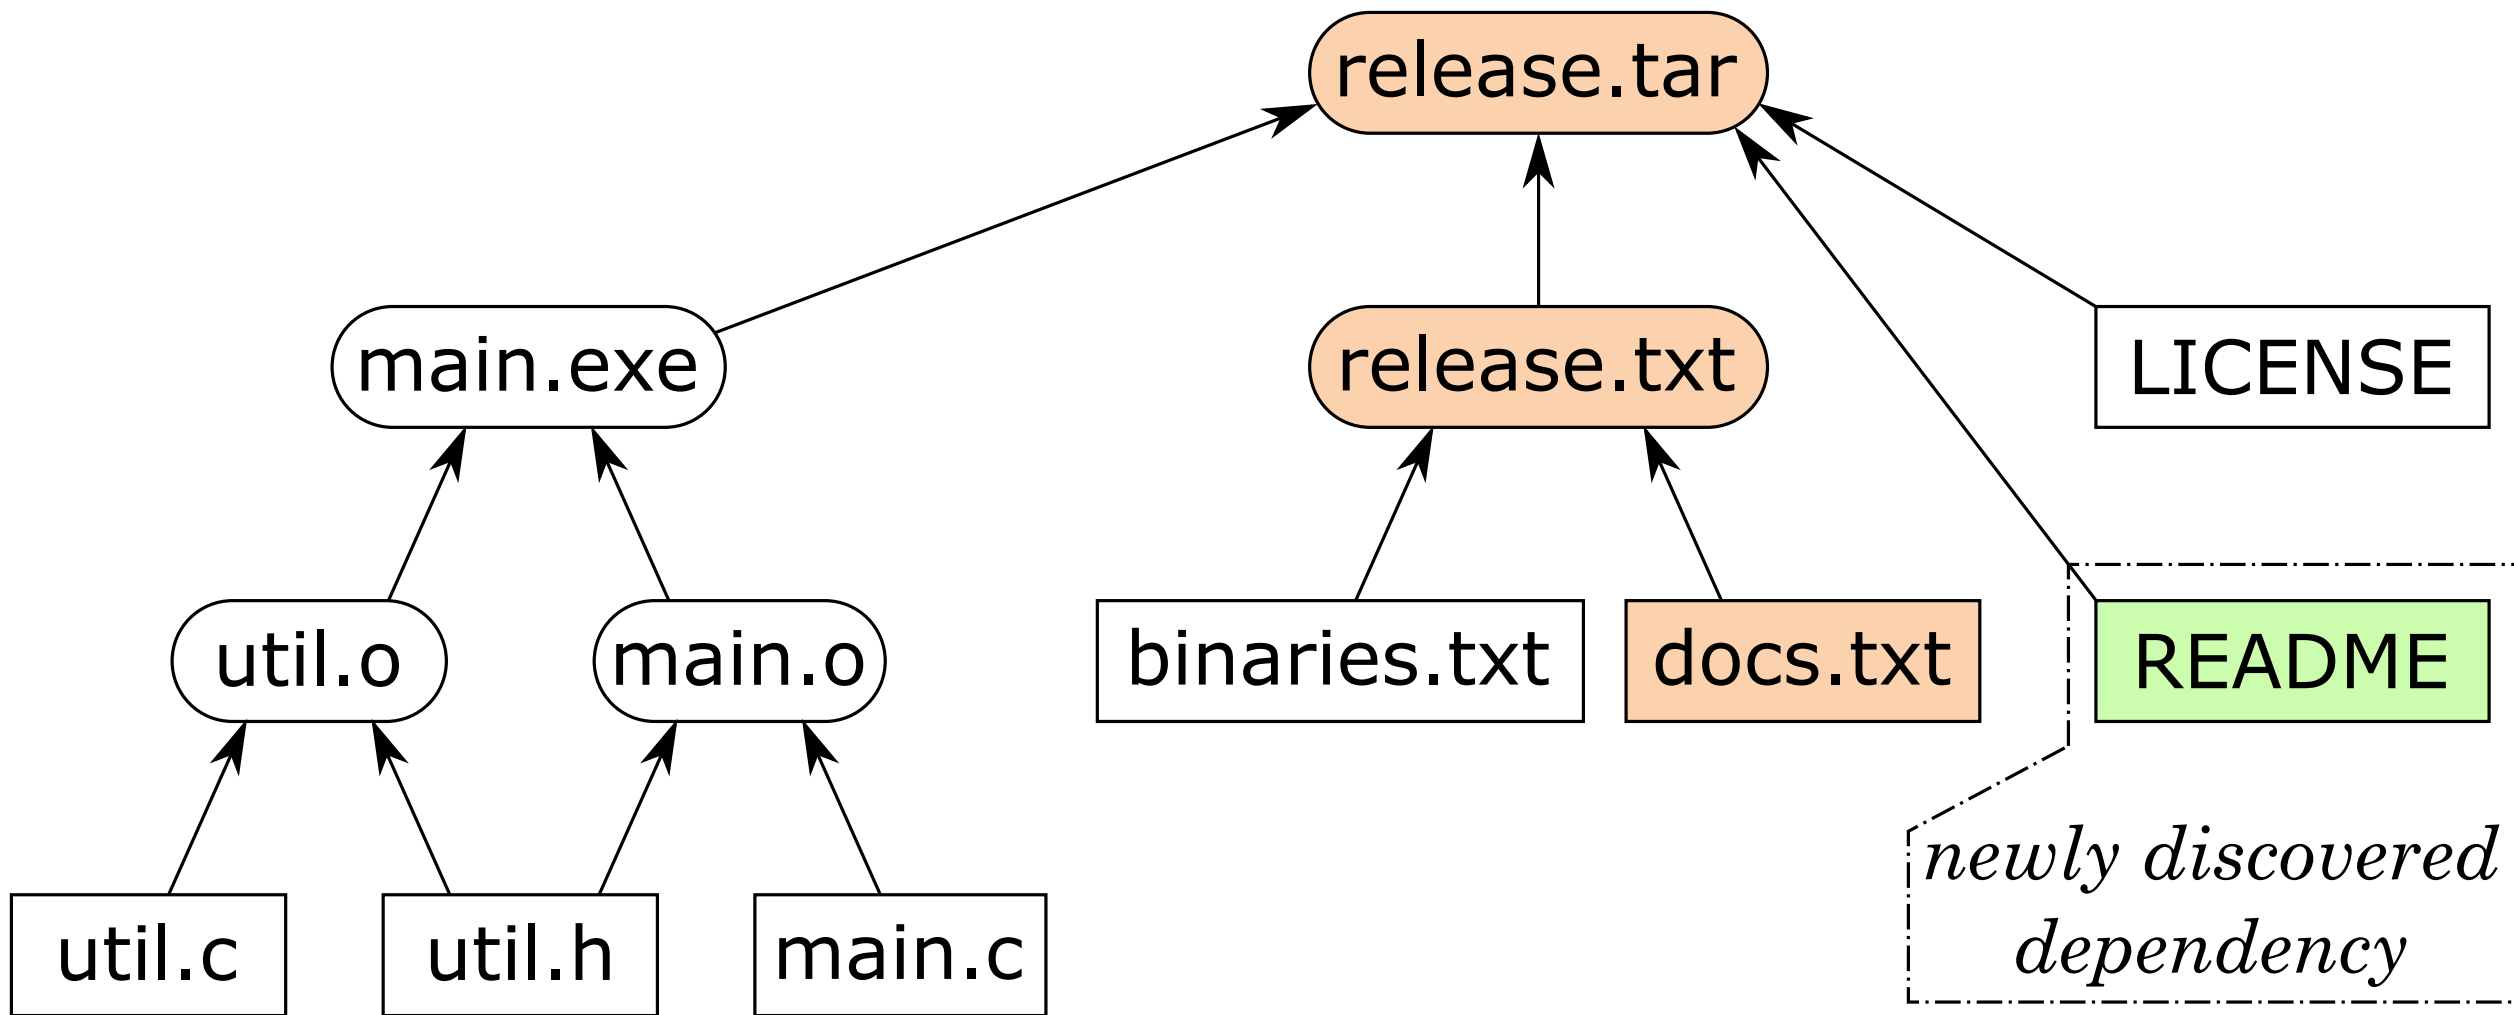 release.tar
main.exe
release.txt
LICENSE
util.o
main.o
binaries.txt
docs.txt
README
util.c
util.h
main.c
newly discovered
dependency